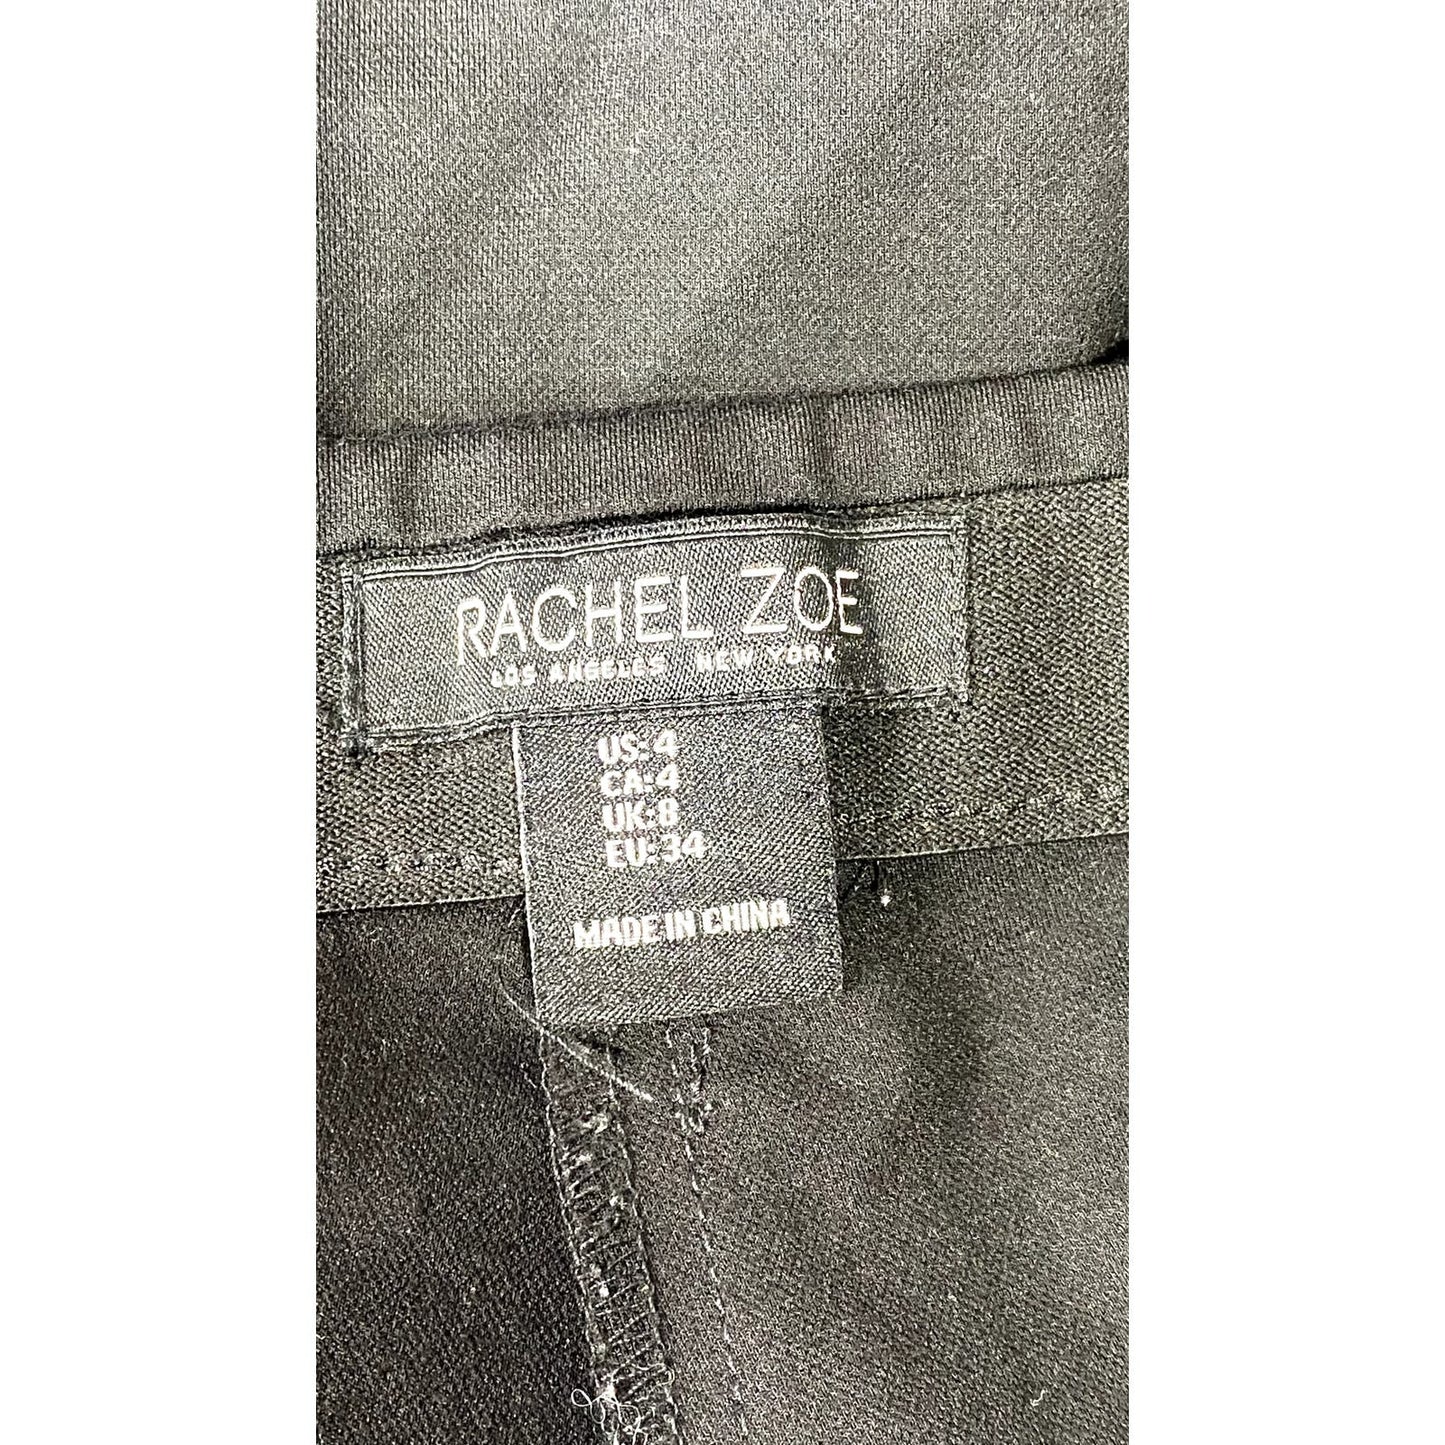 RACHEL ZOE
LOS ANGELES NEW YORK
US:4
CA:4
UK:8
EU:34
MADE IN CHINA